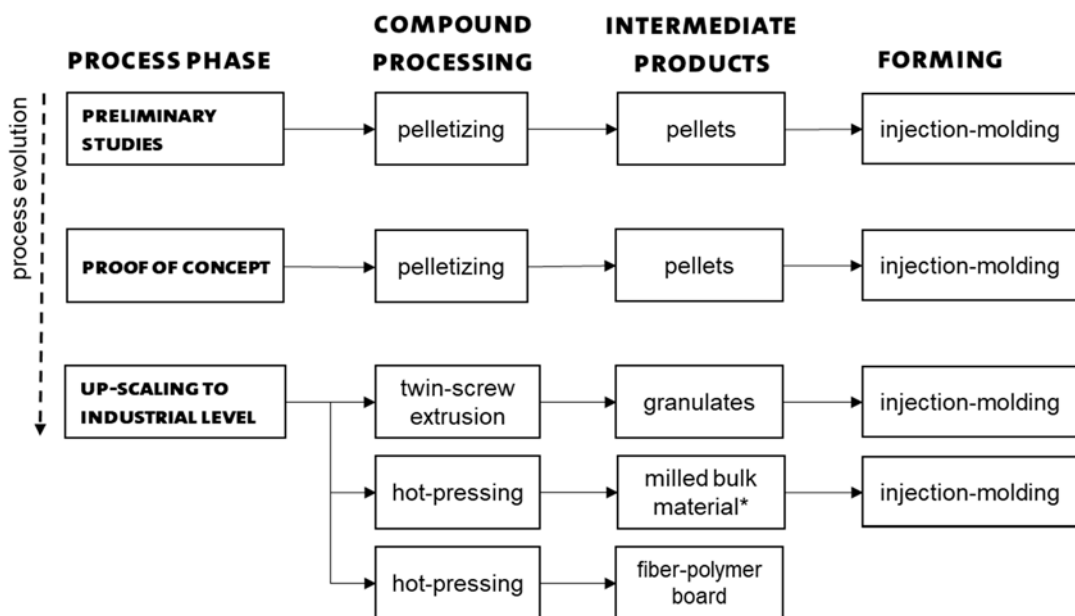 COMPOUND PROCESSING
INTERMEDIATE PRODUCTS
PROCESS PHASE
FORMING
process evolution
PRELIMINARY
STUDIES
pelletizing
pellets
injection-molding
PROOF OF CONCEPT
pelletizing
pellets
injection-molding
UP-SCALING TO
INDUSTRIAL LEVEL
twin-screw
extrusion
granulates
injection-molding
hot-pressing
milled bulk
material*
injection-molding
hot-pressing
fiber-polymer
board